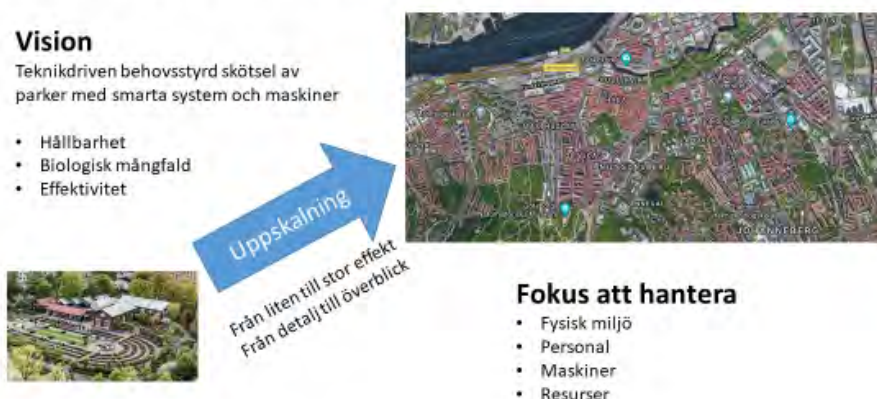 Vision
Teknikdriven behovsstyrd skötsel av
parker med smarta system och maskiner
• Hållbarhet
• Biologisk mångfald
• Effektivitet
Uppskalning
Från liten till stor effekt
Från detalj till överblick
JOHANNEBERG
Fokus att hantera
• Fysisk miljö
• Personal
• Maskiner
• Resurser